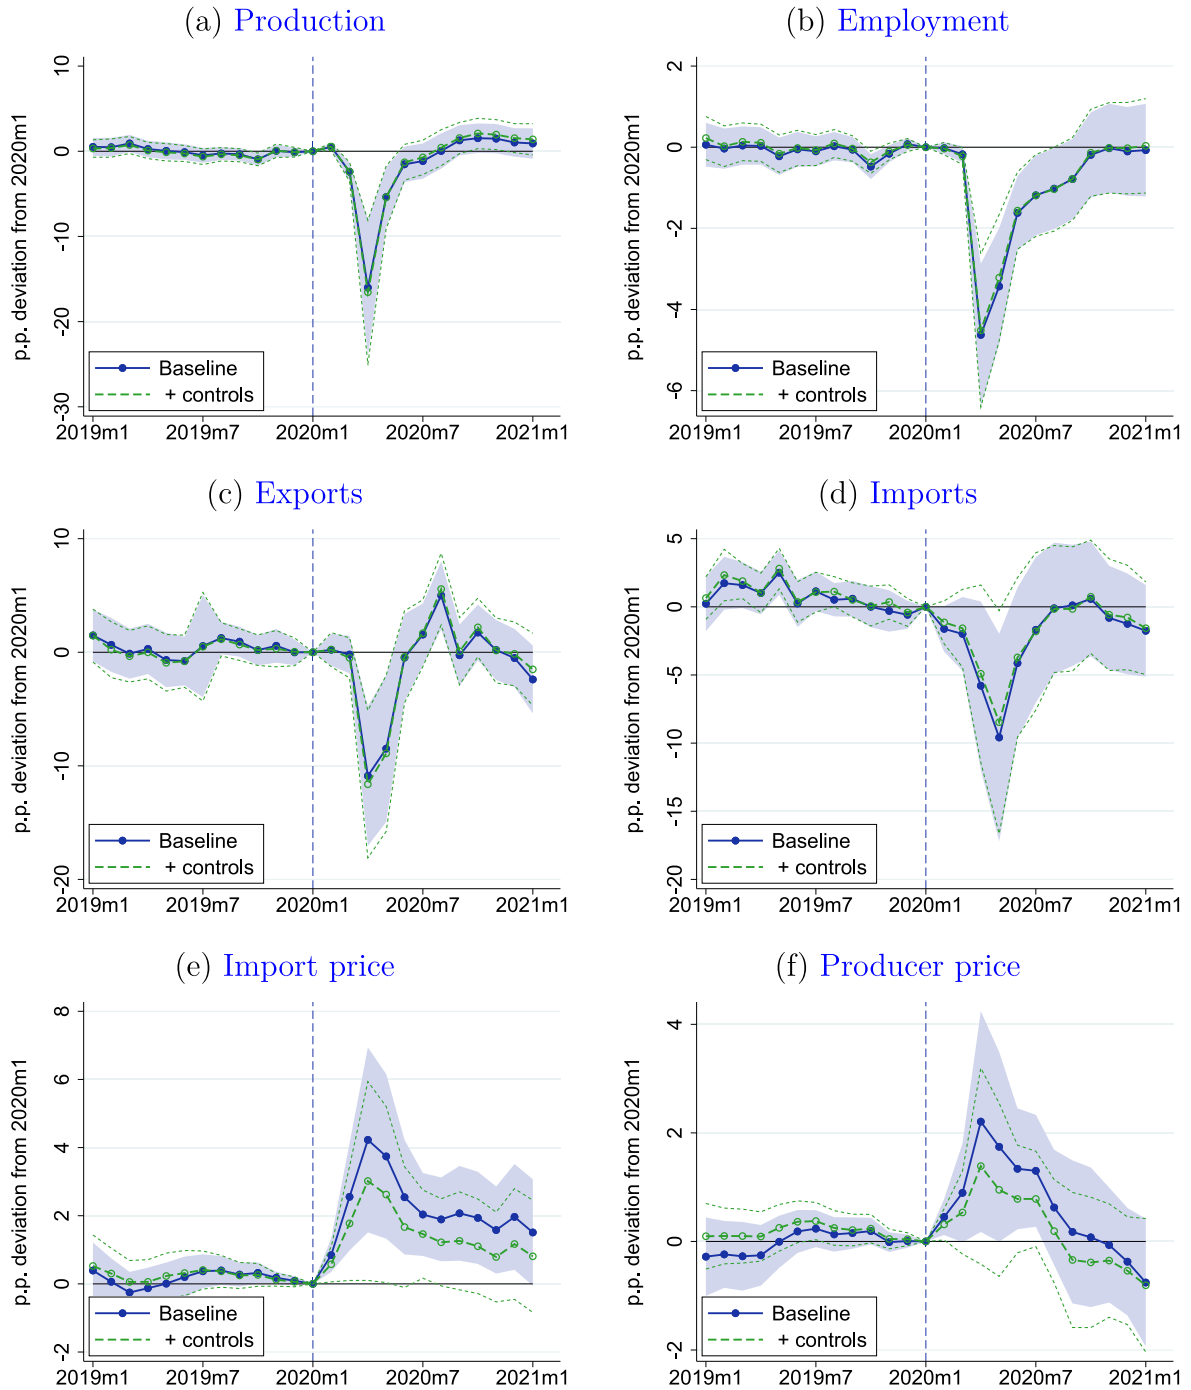 (a) Production
p.p. deviation from 2020m1
10
0
-10
-20
-30
Baseline
+ controls
2019m1 2019m7 2020m1 2020m7 2021m1
(b) Employment
p.p. deviation from 2020m1
2
0
-2
-4
-6
Baseline
+ controls
2019m1 2019m7 2020m1 2020m7 2021m1
(c) Exports
p.p. deviation from 2020m1
10
0
-10
-20
Baseline
+ controls
2019m1 2019m7 2020m1 2020m7 2021m1
(d) Imports
p.p. deviation from 2020m1
5
0
-5
-10
-15
-20
Baseline
+ controls
2019m1 2019m7 2020m1 2020m7 2021m1
(e) Import price
p.p. deviation from 2020m1
8
6
4
2
0
-2
Baseline
+ controls
2019m1 2019m7 2020m1 2020m7 2021m1
(f) Producer price
p.p. deviation from 2020m1
4
2
0
-2
Baseline
+ controls
2019m1 2019m7 2020m1 2020m7 2021m1